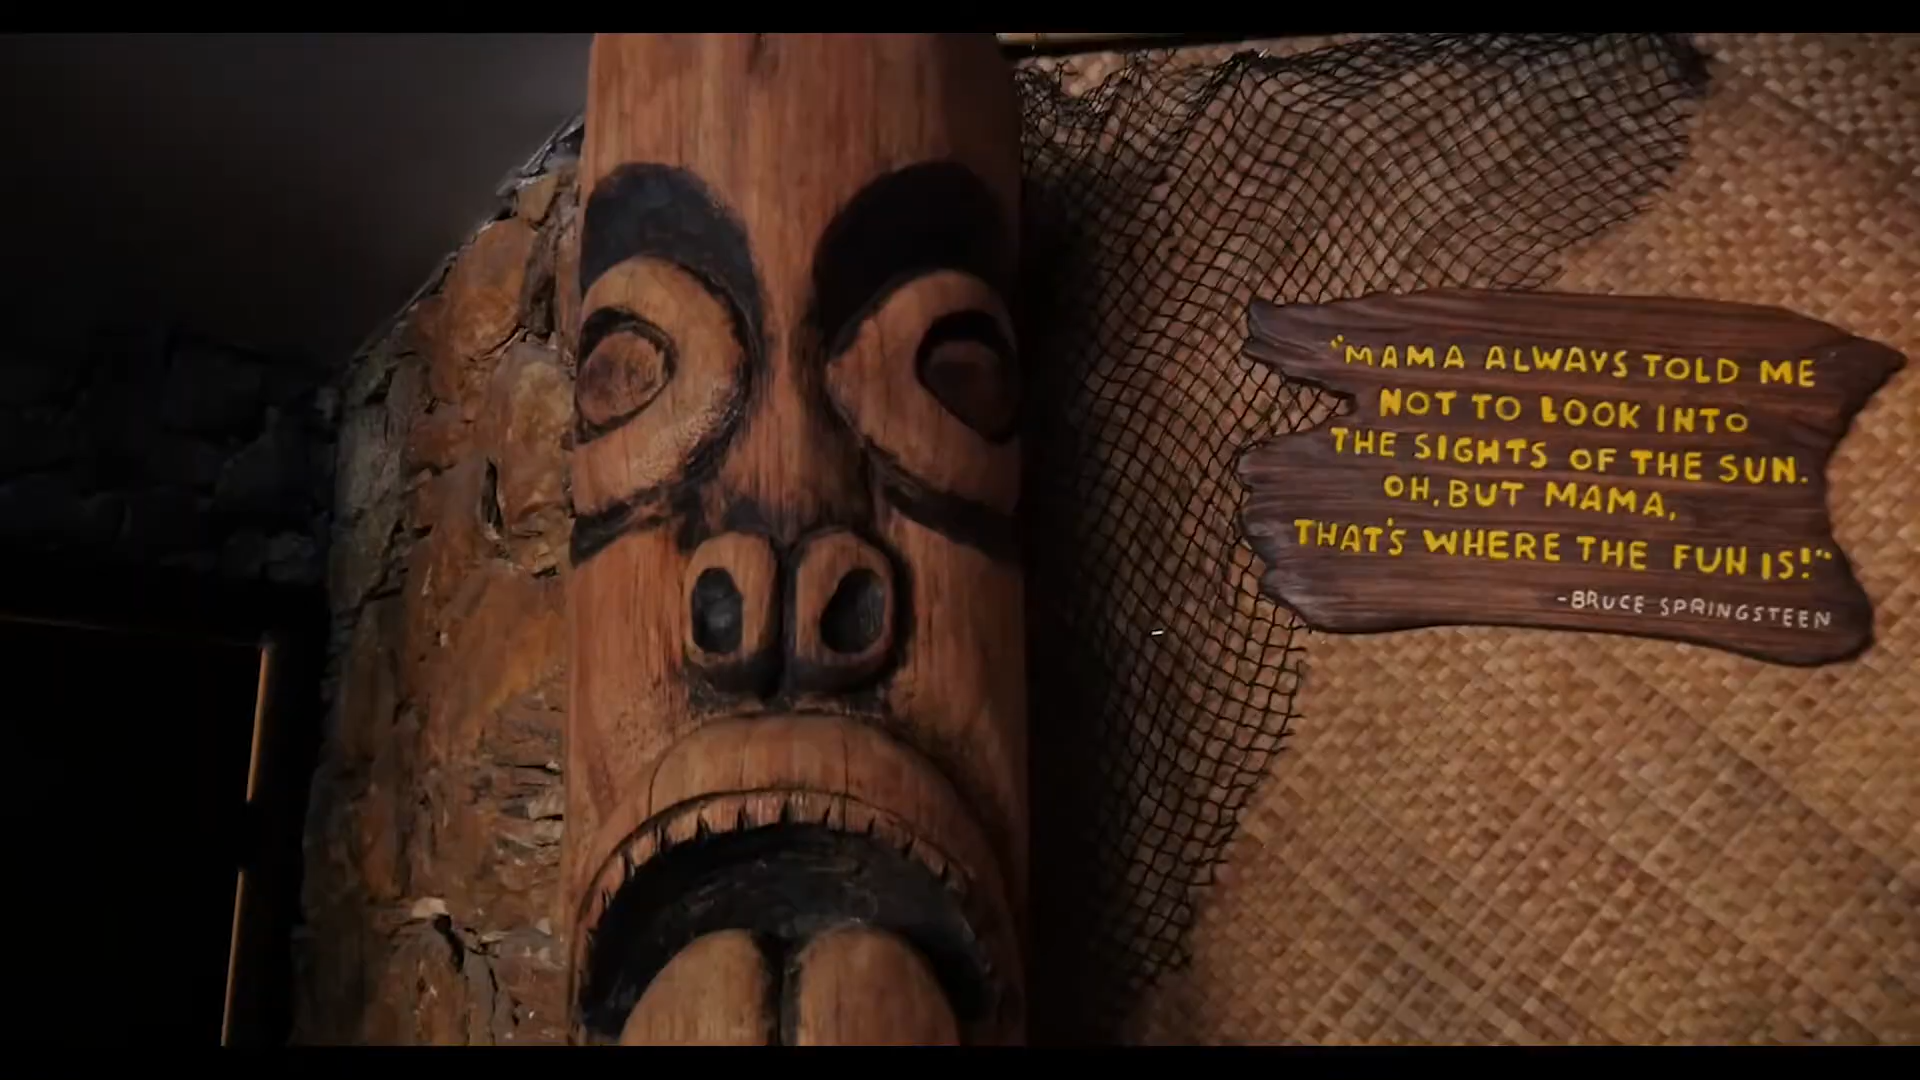 "MAMA ALWAYS TOLD ME
NOT TO LOOK INTO
THE SIGHTS OF THE SUN.
OH, BUT MAMA,
THAT'S WHERE THE FUN IS!"
-BRUCE SPRINGSTEEN